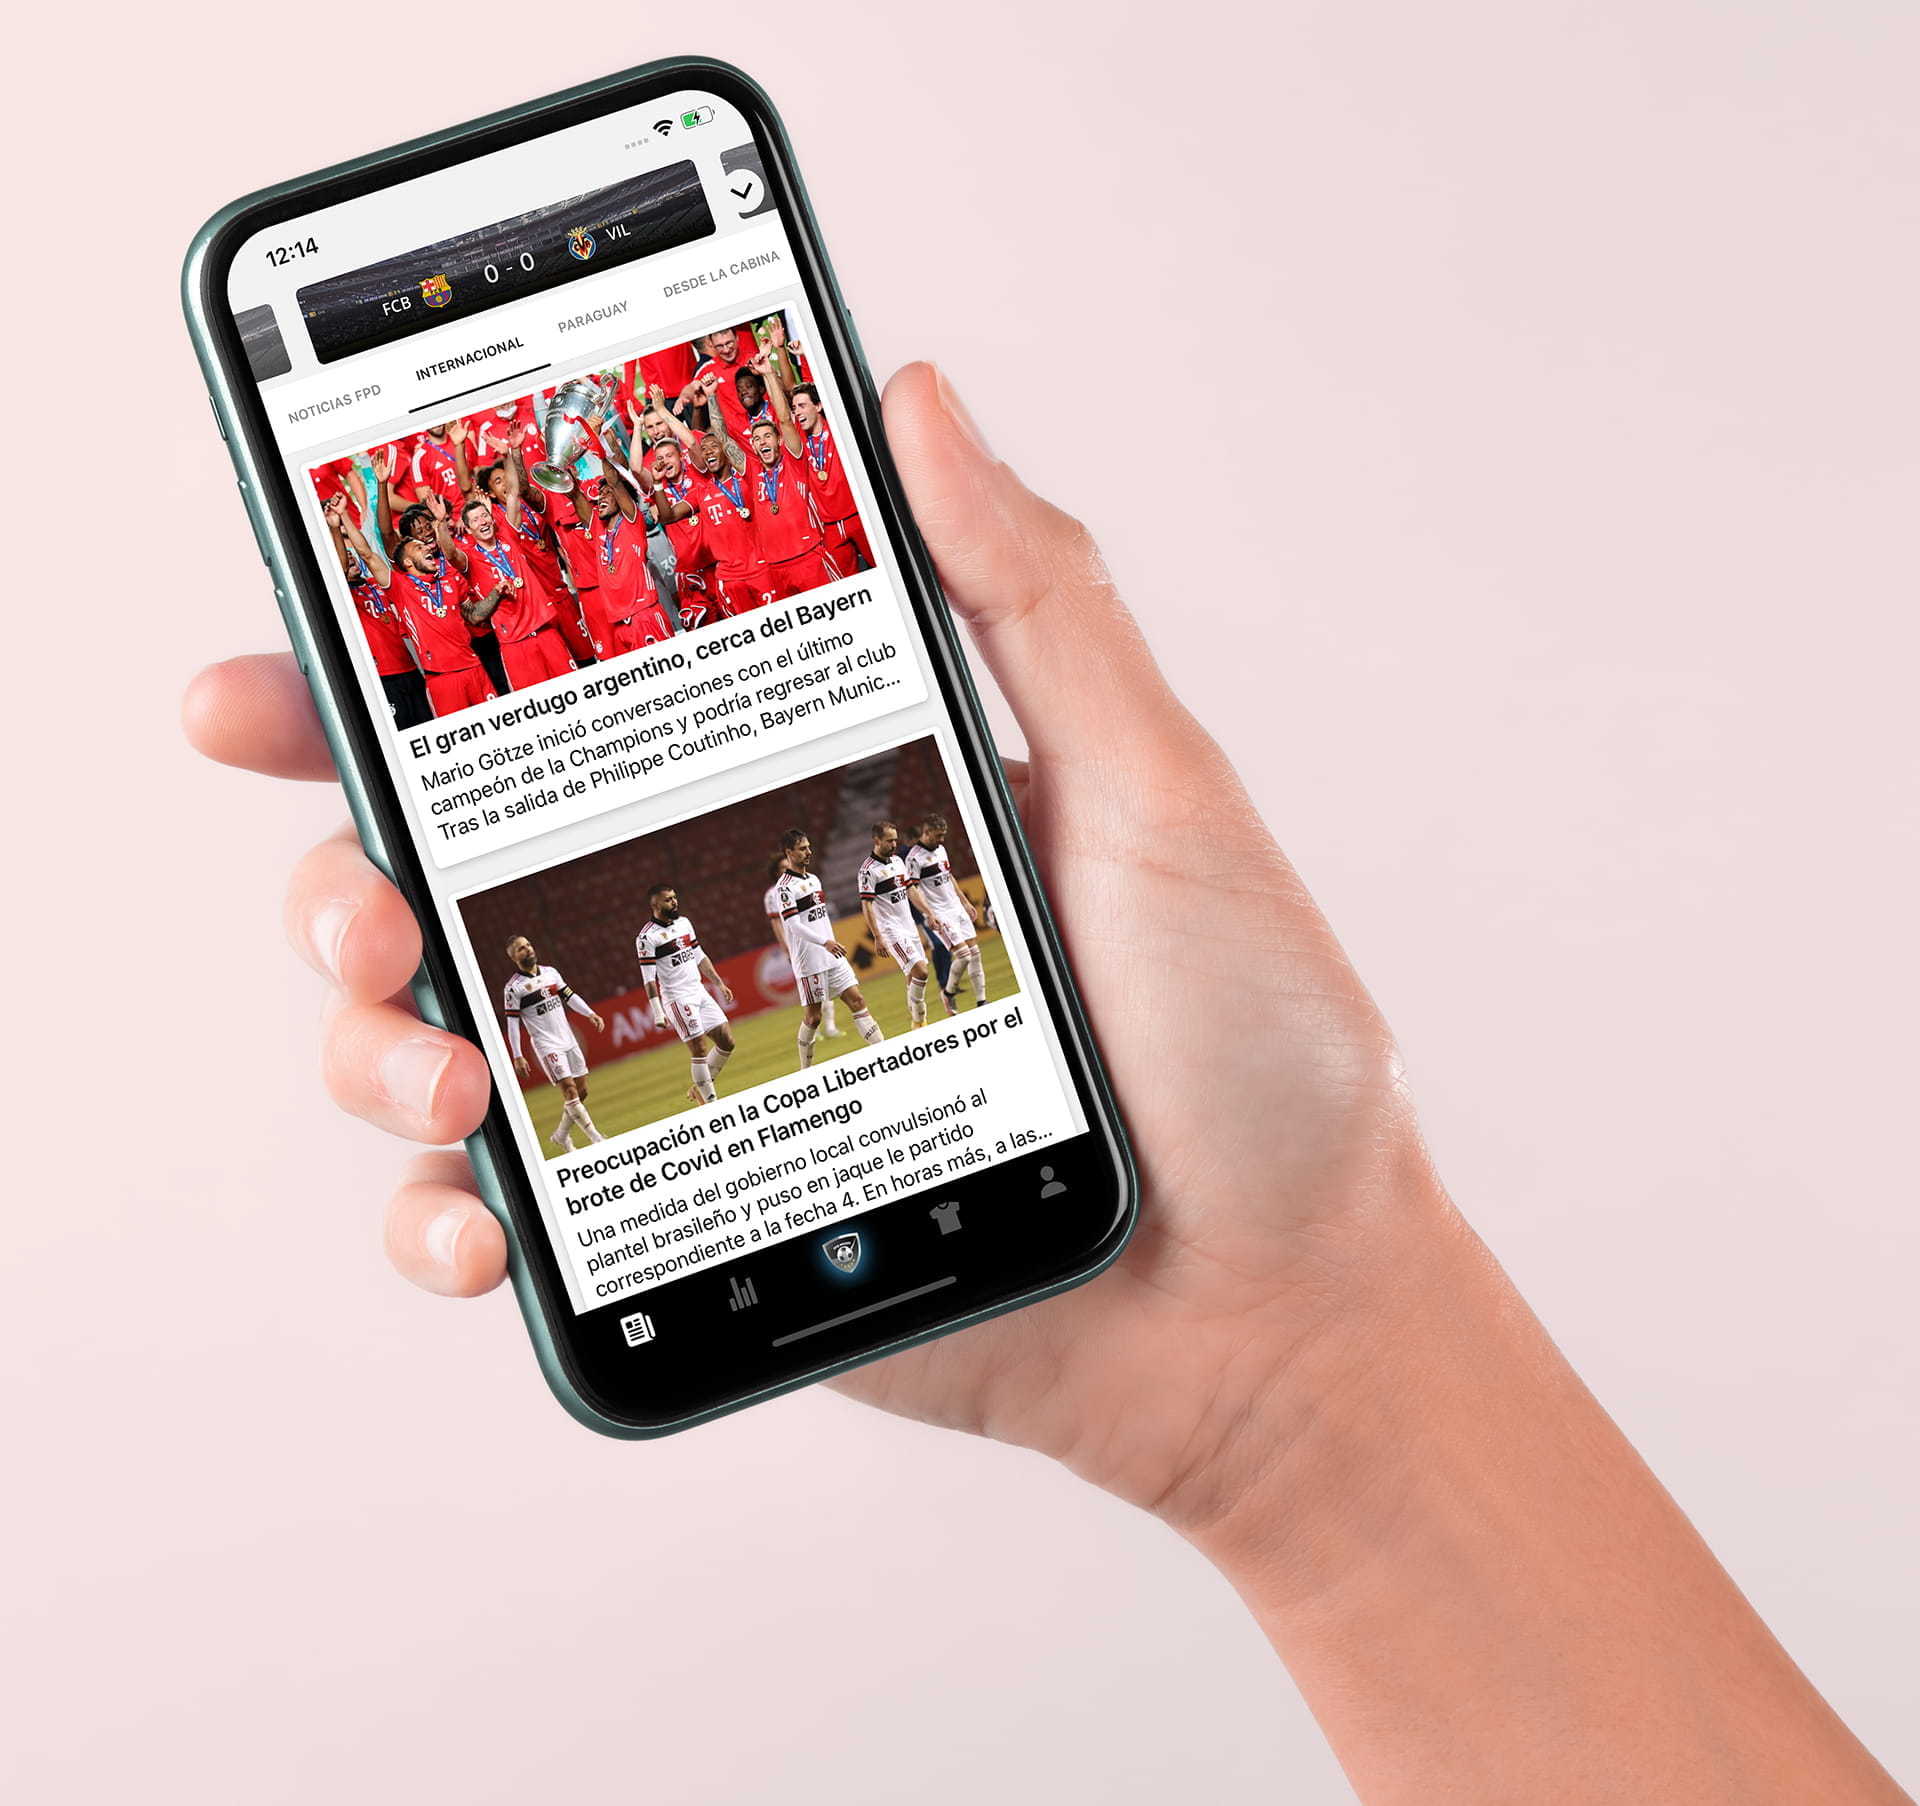 12:14
FCB 0 - 0 VIL
NOTICIAS FPD INTERNACIONAL PARAGUAY DESDE LA CABINA
El gran verdugo argentino, cerca del Bayern
Mario Götze inició conversaciones con el último
campeón de la Champions y podría regresar al club
Tras la salida de Philippe Coutinho, Bayern Munic...
Preocupación en la Copa Libertadores por el
brote de Covid en Flamengo
Una medida del gobierno local convulsionó al
plantel brasileño y puso en jaque le partido
correspondiente a la fecha 4. En horas más, a las...